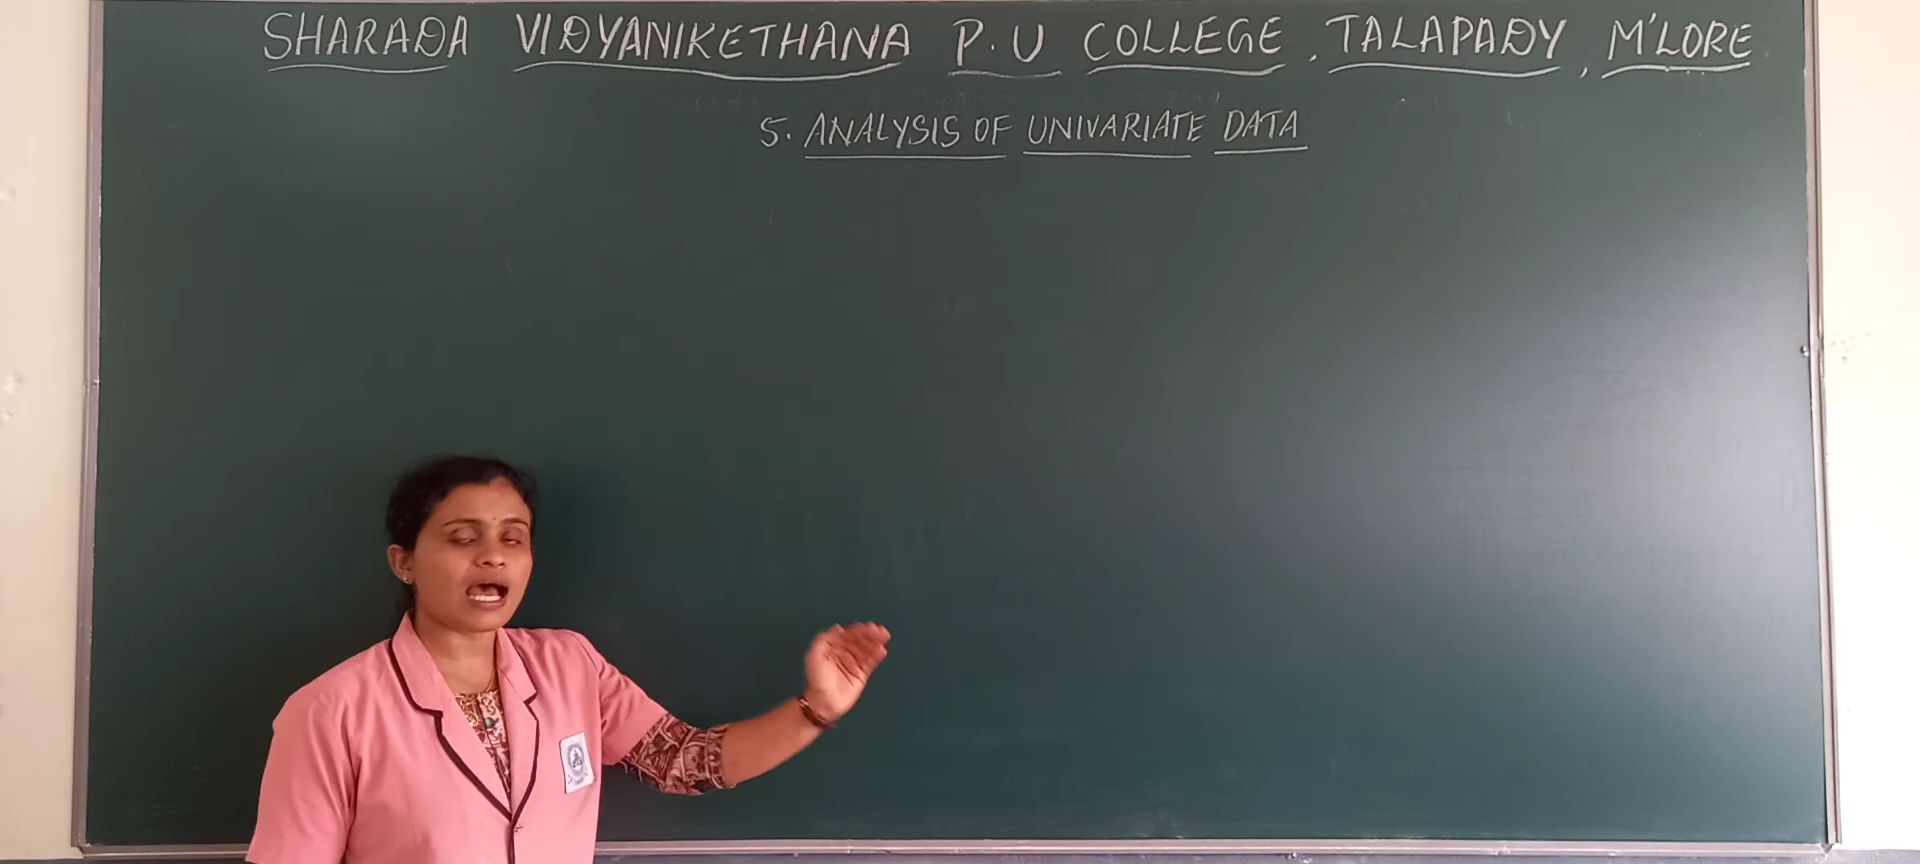 SHARADA VIDYANIKETHANA P.U COLLEGE, TALAPADY, M'LORE
5. ANALYSIS OF UNIVARIATE DATA